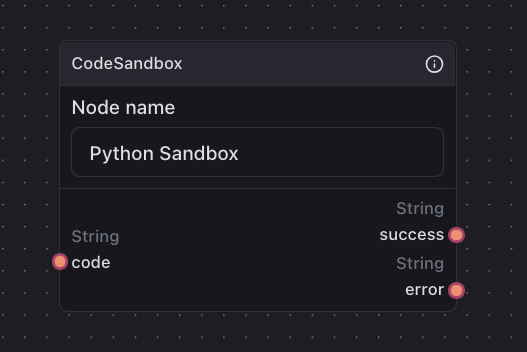 CodeSandbox
Node name
Python Sandbox
String
success
String
code
String
error